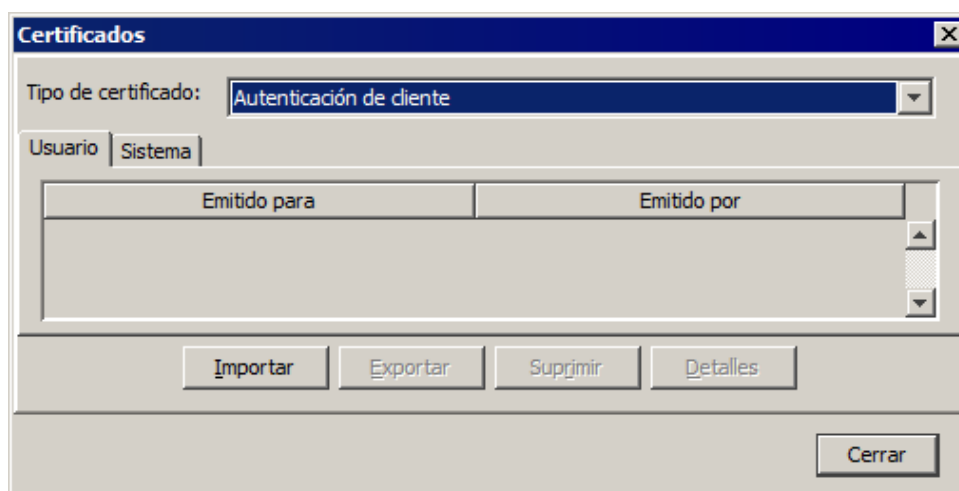 Certificados
Tipo de certificado: Autenticación de cliente
Usuario Sistema
Emitido para Emitido por
Importar Exportar Suprimir Detalles
Cerrar